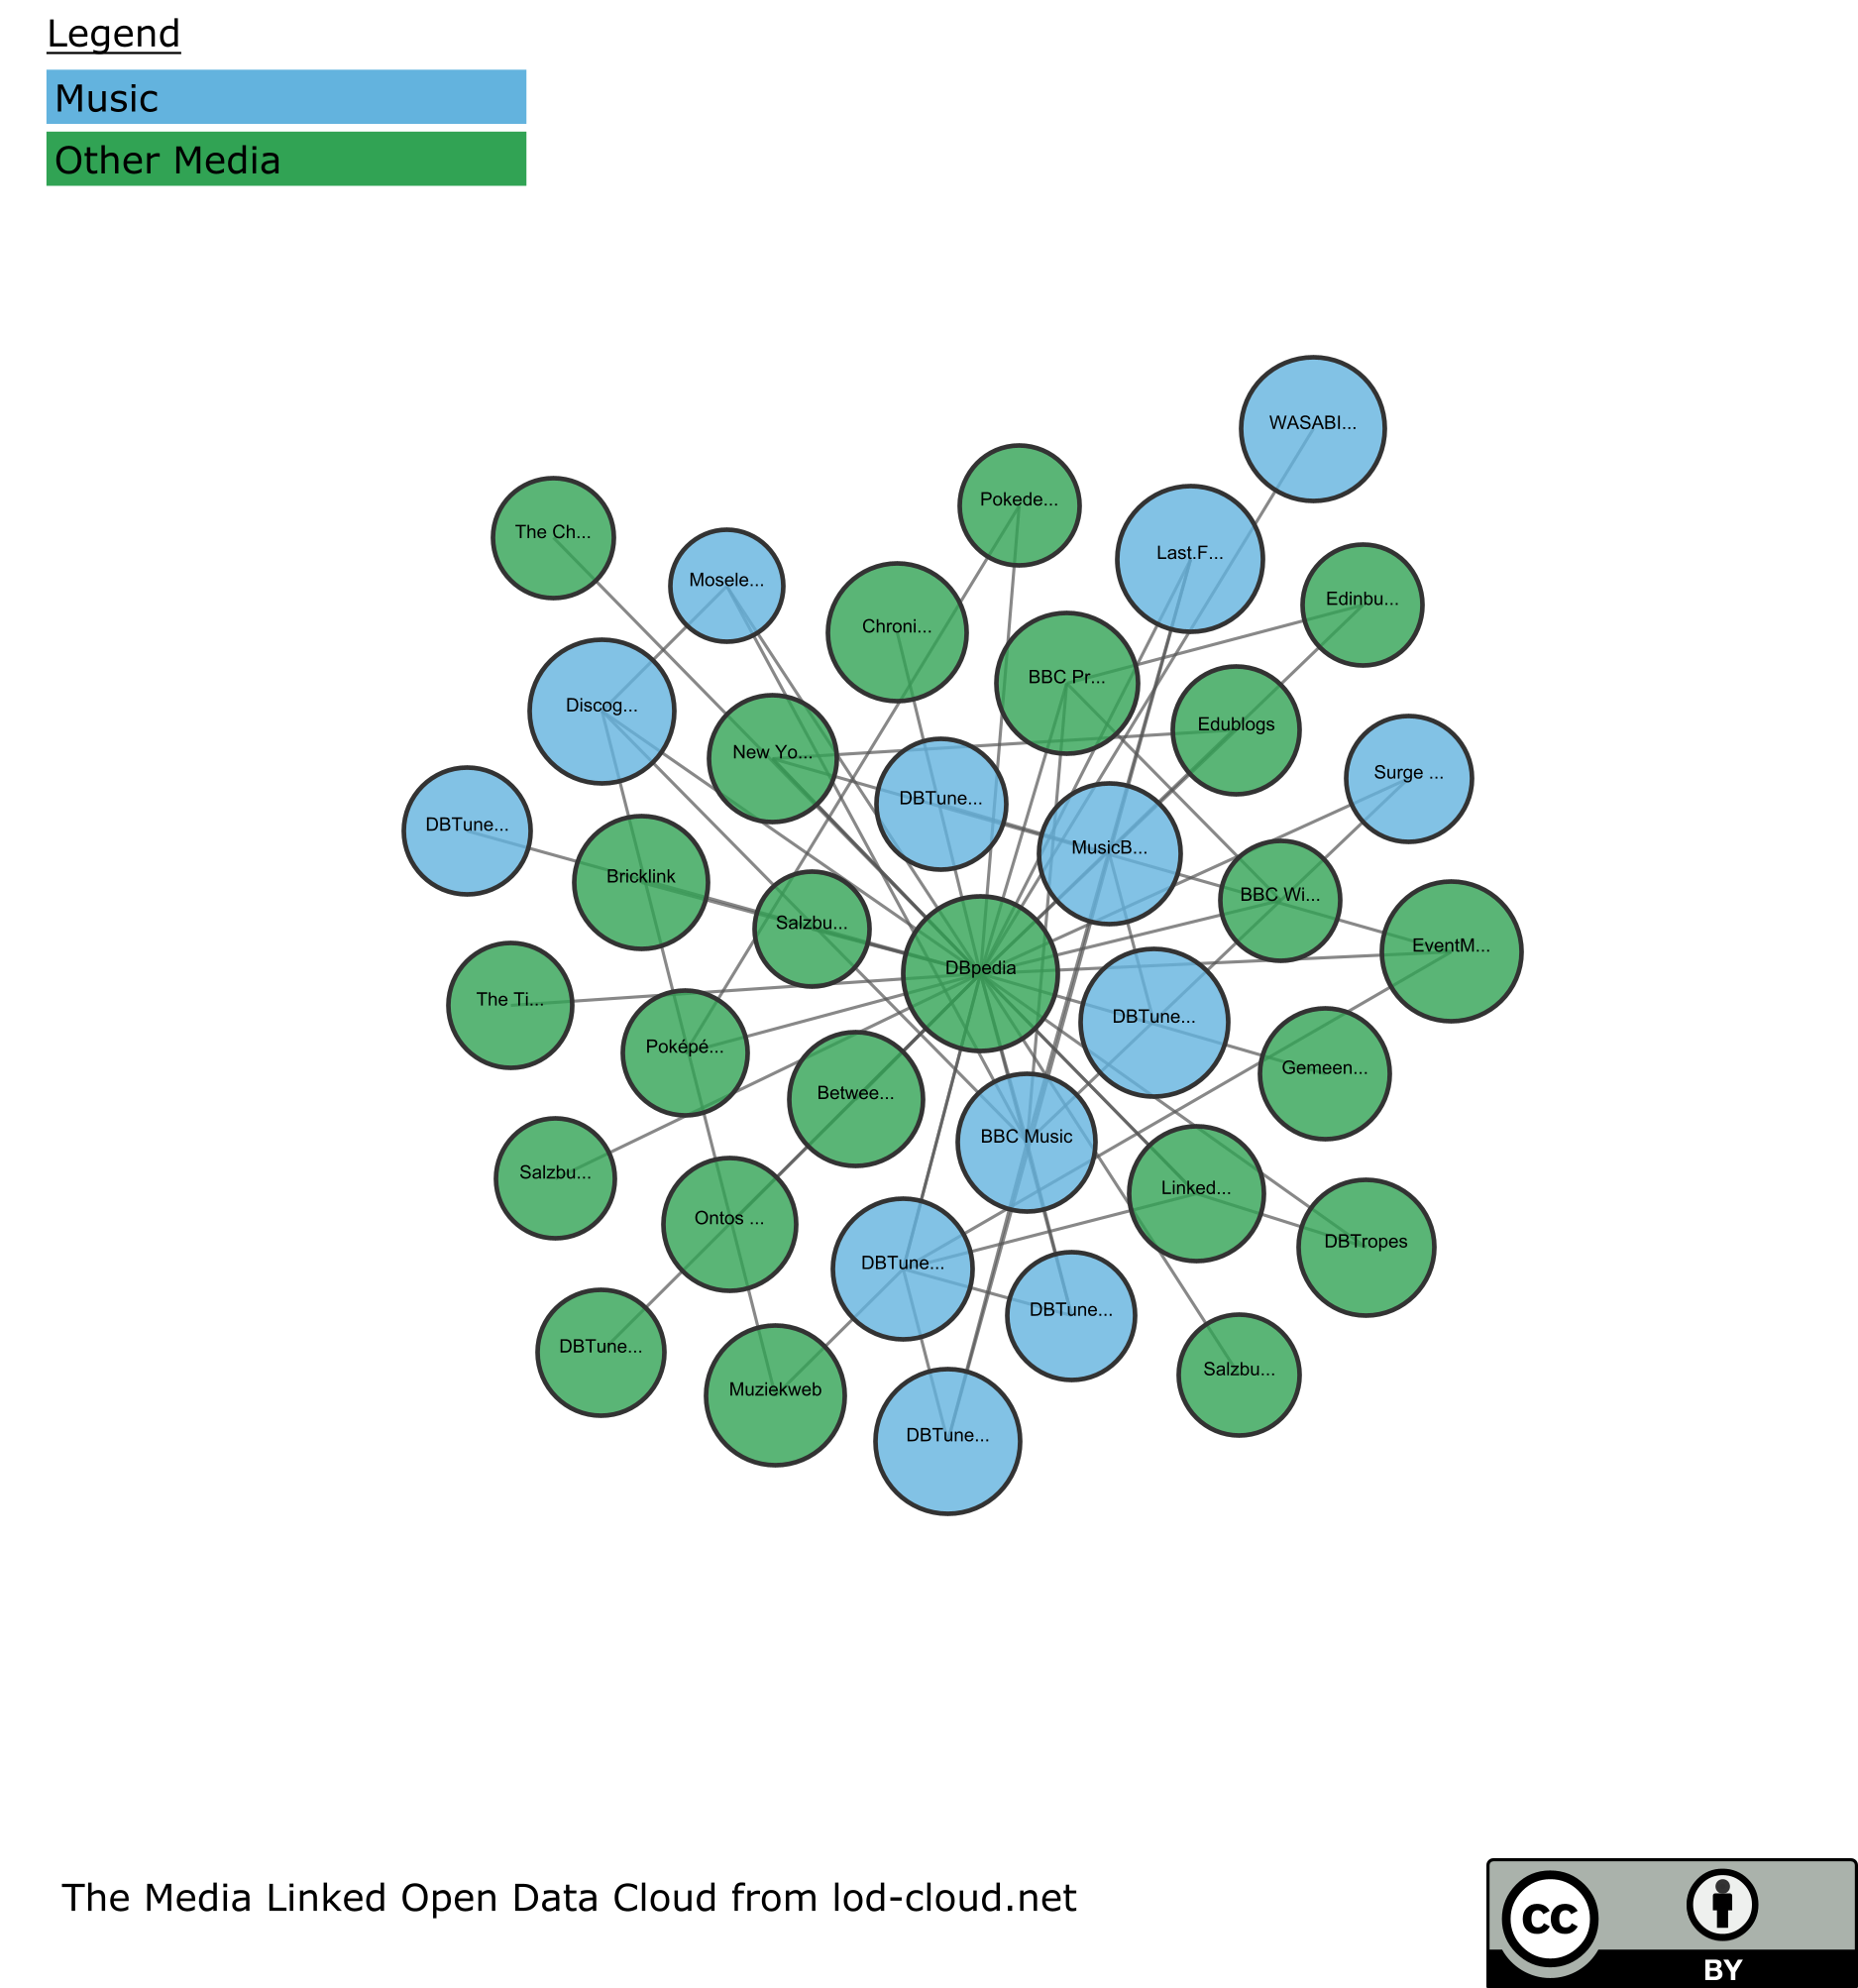 Legend
Music
Other Media
WASABI...
Pokede...
The Ch...
Last.F...
Mosele...
Edinbu...
Chroni...
BBC Pr...
Discog...
Edublogs
New Yo...
Surge ...
DBTune...
DBTune...
MusicB...
Bricklink
BBC Wi...
Salzbu...
EventM...
DBpedia
The Ti...
DBTune...
Poképé...
Gemeen...
Betwee...
BBC Music
Salzbu...
Linked...
Ontos ...
DBTropes
DBTune...
DBTune...
DBTune...
Salzbu...
Muziekweb
DBTune...
The Media Linked Open Data Cloud from lod-cloud.net
cc
BY